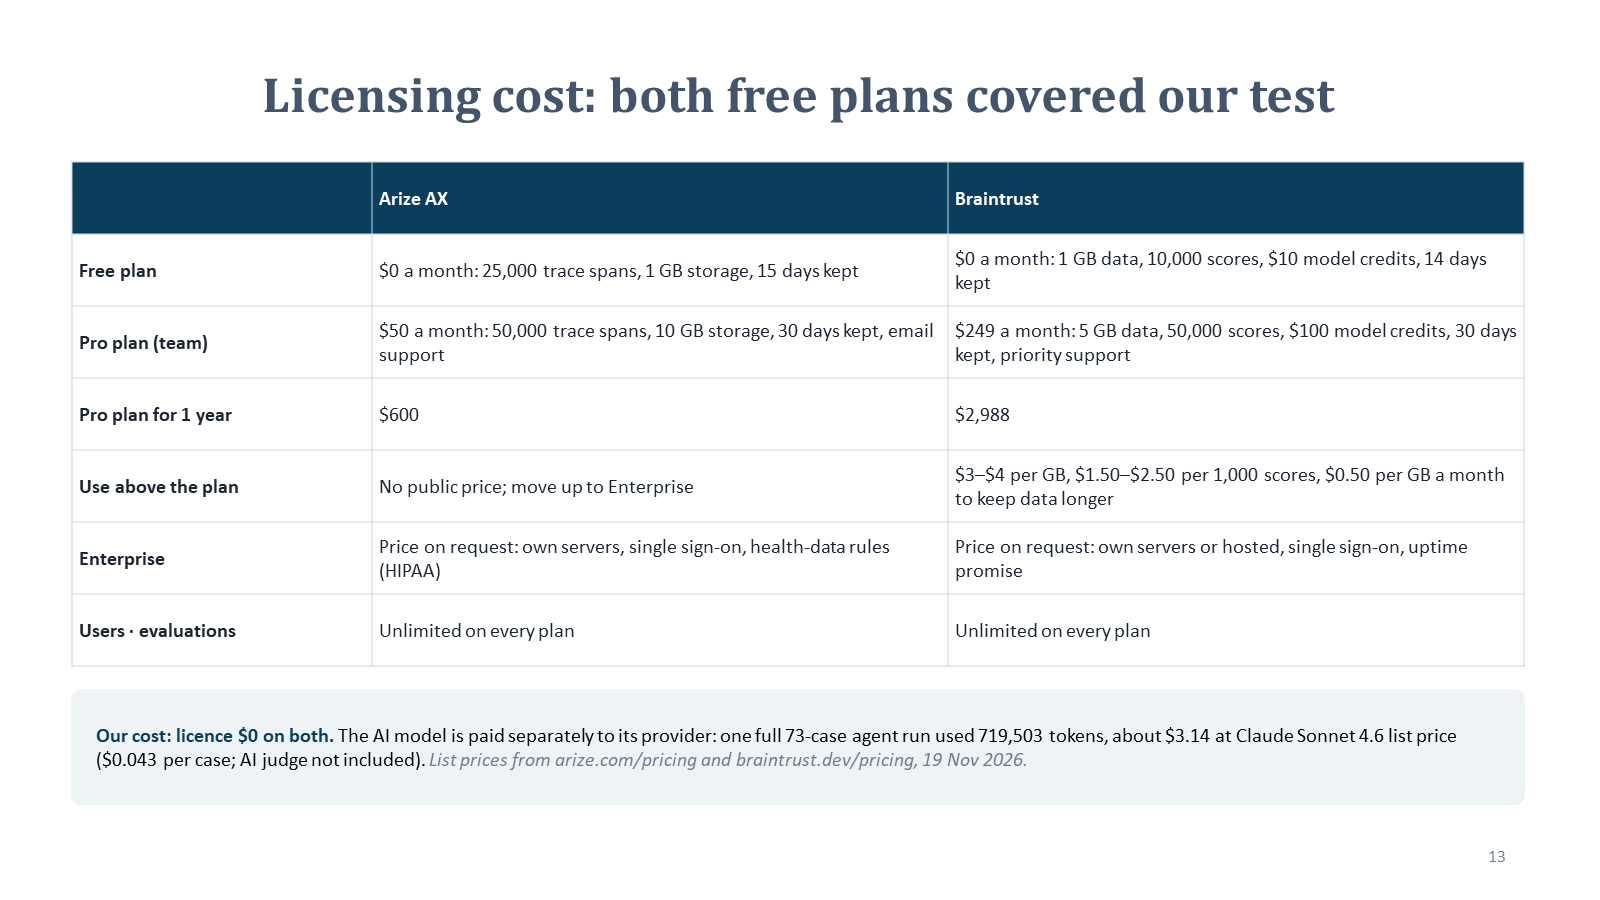 Licensing cost: both free plans covered our test
Arize AX
Braintrust
Free plan
$0 a month: 25,000 trace spans, 1 GB storage, 15 days kept
$0 a month: 1 GB data, 10,000 scores, $10 model credits, 14 days
kept
Pro plan (team)
$50 a month: 50,000 trace spans, 10 GB storage, 30 days kept, email
support
$249 a month: 5 GB data, 50,000 scores, $100 model credits, 30 days
kept, priority support
Pro plan for 1 year
$600
$2,988
Use above the plan
No public price; move up to Enterprise
$3–$4 per GB, $1.50–$2.50 per 1,000 scores, $0.50 per GB a month
to keep data longer
Enterprise
Price on request: own servers, single sign-on, health-data rules
(HIPAA)
Price on request: own servers or hosted, single sign-on, uptime
promise
Users · evaluations
Unlimited on every plan
Unlimited on every plan
Our cost: licence $0 on both. The AI model is paid separately to its provider: one full 73-case agent run used 719,503 tokens, about $3.14 at Claude Sonnet 4.6 list price
($0.043 per case; AI judge not included). List prices from arize.com/pricing and braintrust.dev/pricing, 19 Nov 2026.
13